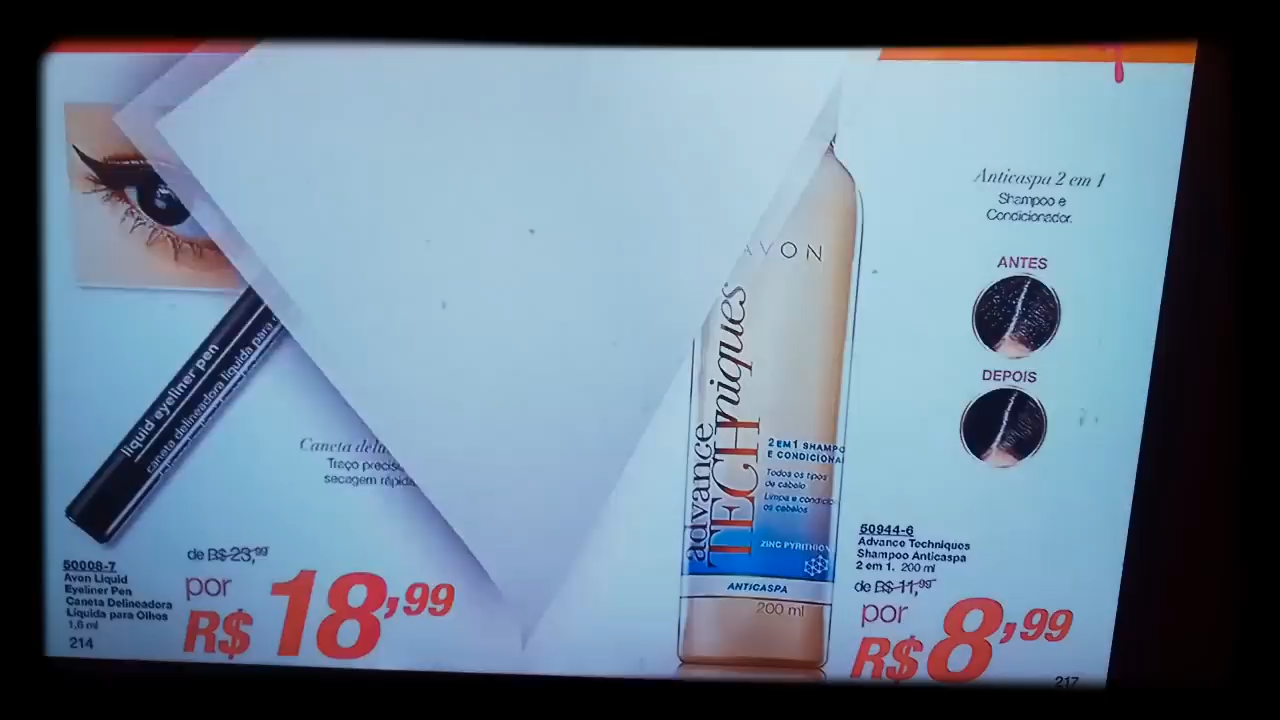 liquid eyeliner pen
caneta delineadora líquida para
Caneta
Traço
secagem rápida
50008-7
Avon Liquid
Eyeliner Pen
Caneta Delineadora
Líquida para Olhos
1,6 ml
214
de R$ 23,99
por
R$ 18,99
AVON
advance
TECHniques
2 EM 1 SHAMPO
E CONDICIONA
Todos os tipos
de cabelo
Limpa e condicio
os cabelos
ZINC PYRITHION
ANTICASPA
200 ml
Anticaspa 2 em 1
Shampoo e
Condicionador.
ANTES
DEPOIS
50944-6
Advance Techniques
Shampoo Anticaspa
2 em 1. 200 ml
de R$ 11,99
por
R$ 8,99
217